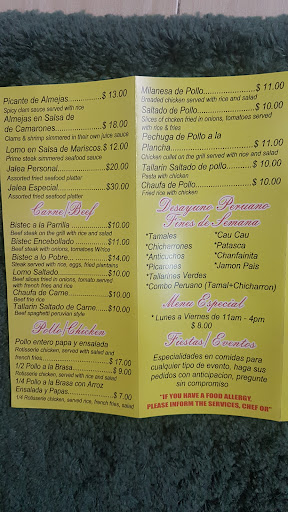 Picante de Almejas...............$ 13.00
Spicy clam sauce served with rice
Almejas en Salsa de
de Camarones...................$ 18.00
Clams & shrimp simmered in their own juice sauce
Lomo en Salsa de Mariscos.$ 12.00
Prime steak simmered seafood sauce
Jalea Personal....................$20.00
Assorted fried seafood platter
Jalea Especial.....................$30.00
Assorted fried seafood platter
Carne/Beef
Bistec a la Parrilla ................$10.00
Beef steak on the grill with rice and salad
Bistec Encebollado ..............$11.00
Beef steak with onions, tomatoes W/rice
Bistec a lo Pobre..................$14.00
Steak served with rice, eggs, fried plantains
Lomo Saltado.......................$10.00
Beef slices fried in onions, tomato served
with french fries and rice
Chaufa de Carne..................$10.00
Beef fried rice
Tallarin Saltado de Carne.....$10.00
Beef spaghetti peruvian style
Pollo/Chicken
Pollo entero papa y ensalada
Rotisserie chicken, served with salad and
french fries...........................$17.00
1/2 Pollo a la Brasa...............$ 9.00
Rotisserie chicken, served with rice and salad
1/4 Pollo a la Brasa con Arroz
Ensalada y Papas.................$ 7.00
1/4 Rotisserie chicken, served rice, french fries, salad
Milanesa de Pollo..................$ 11.00
Breaded chicken served with rice and salad
Saltado de Pollo....................$ 10.00
Slices of chicken fried in onions, tomatoes served
with rice & fries
Pechuga de Pollo a la
Plancha................................$ 11.00
Chicken cutlet on the grill served with rice and salad
Tallarin Saltado de pollo........$ 10.00
Pasta with chicken
Chaufa de Pollo....................$ 10.00
Fried rice with chicken
Desayuno Peruano
Fines de Semana
*Tamales
*Cau Cau
*Chicherrones
*Patasca
*Anticuchos
*Chanfainita
*Picarones
*Jamon Pais
*Tallarines Verdes
*Combo Peruano (Tamal+Chicharron)
Menu Especial
* Lunes a Viernes de 11am - 4pm
$ 8.00
Fiestas/ Eventos
Especialidades en comidas para
cualquier tipo de evento, haga sus
pedidos con anticipacion, pregunte
sin compromiso
"IF YOU HAVE A FOOD ALLERGY,
PLEASE INFORM THE SERVICES, CHEF OR"